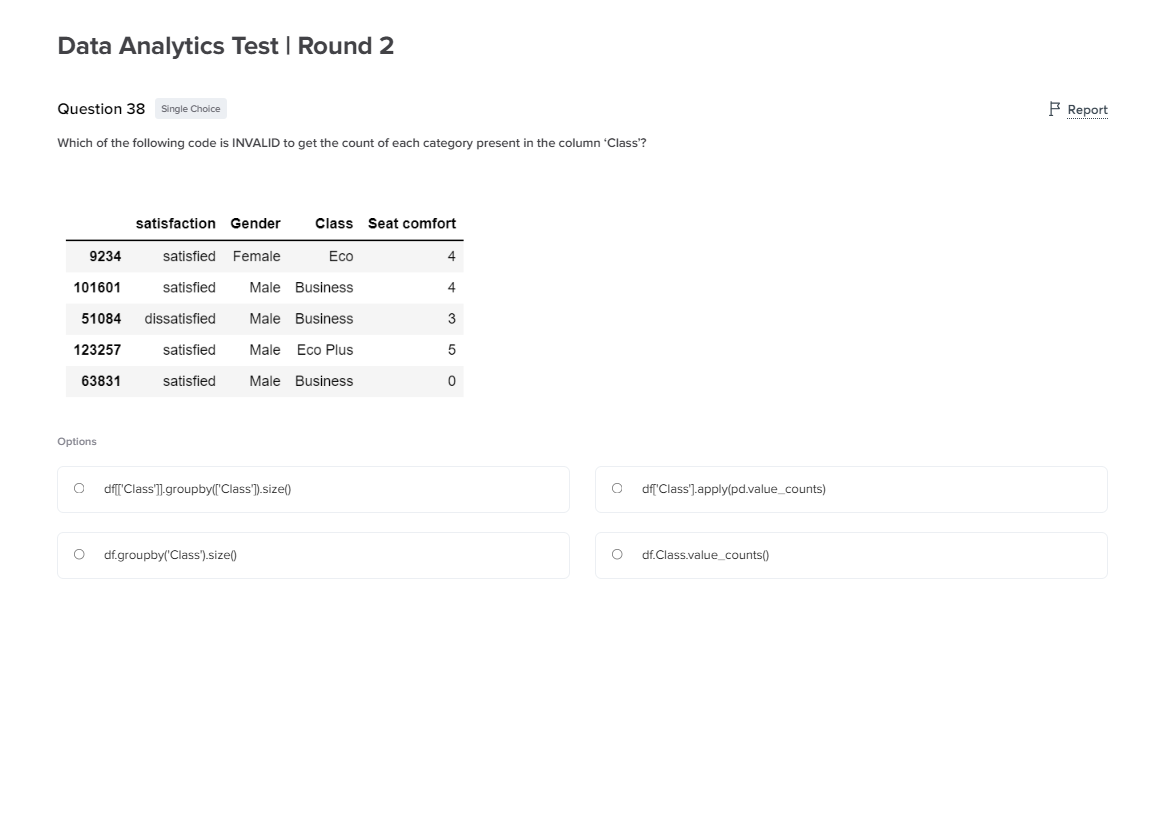 Data Analytics Test | Round 2
Question 38 Single Choice Report
Which of the following code is INVALID to get the count of each category present in the column ‘Class’?
satisfaction Gender Class Seat comfort
9234 satisfied Female Eco 4
101601 satisfied Male Business 4
51084 dissatisfied Male Business 3
123257 satisfied Male Eco Plus 5
63831 satisfied Male Business 0
Options
df[['Class']].groupby(['Class']).size()
df['Class'].apply(pd.value_counts)
df.groupby('Class').size()
df.Class.value_counts()